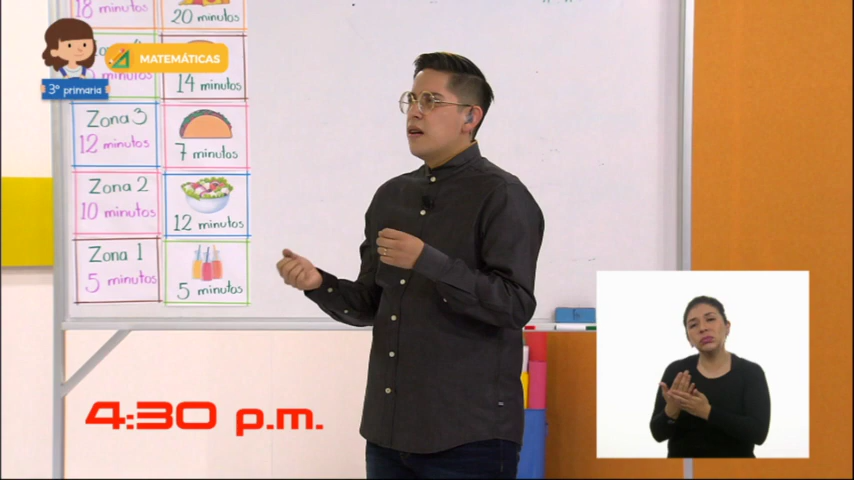 18 minutos
20 minutos
MATEMÁTICAS
3° primaria
minutos
14 minutos
Zona 3
12 minutos
7 minutos
Zona 2
10 minutos
12 minutos
Zona 1
5 minutos
5 minutos
4:30 p.m.